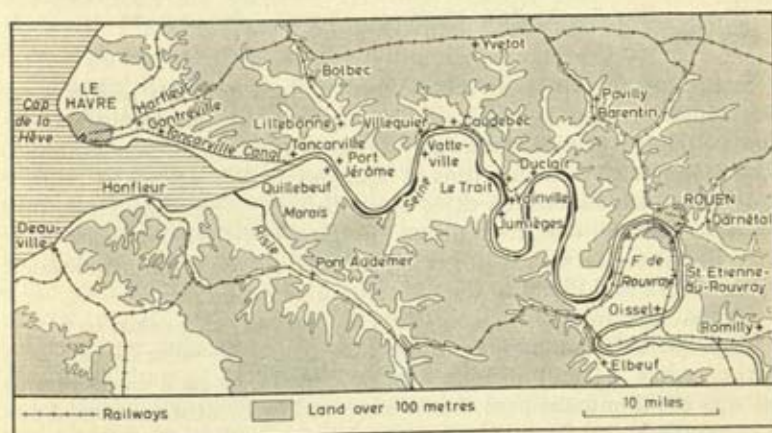 Yvetot
Bolbec
Pavilly
Barentin
LE
HAVRE
Cap
de la
Hève
Harfleur
Gonfreville
Tancarville Canal
Lillebonne
Villequier
Caudebec
Tancarville
Port
Jérôme
Vatte-
ville
Duclair
Le Trait
Yainville
Jumièges
Seine
Quillebeuf
Marais
Honfleur
Deau-
ville
Risle
Pont Audemer
ROUEN
Darnétal
F de
Rouvray
St. Etienne-
du-Rouvray
Oissel
Romilly
Elbeuf
Railways
Land over 100 metres
10 miles